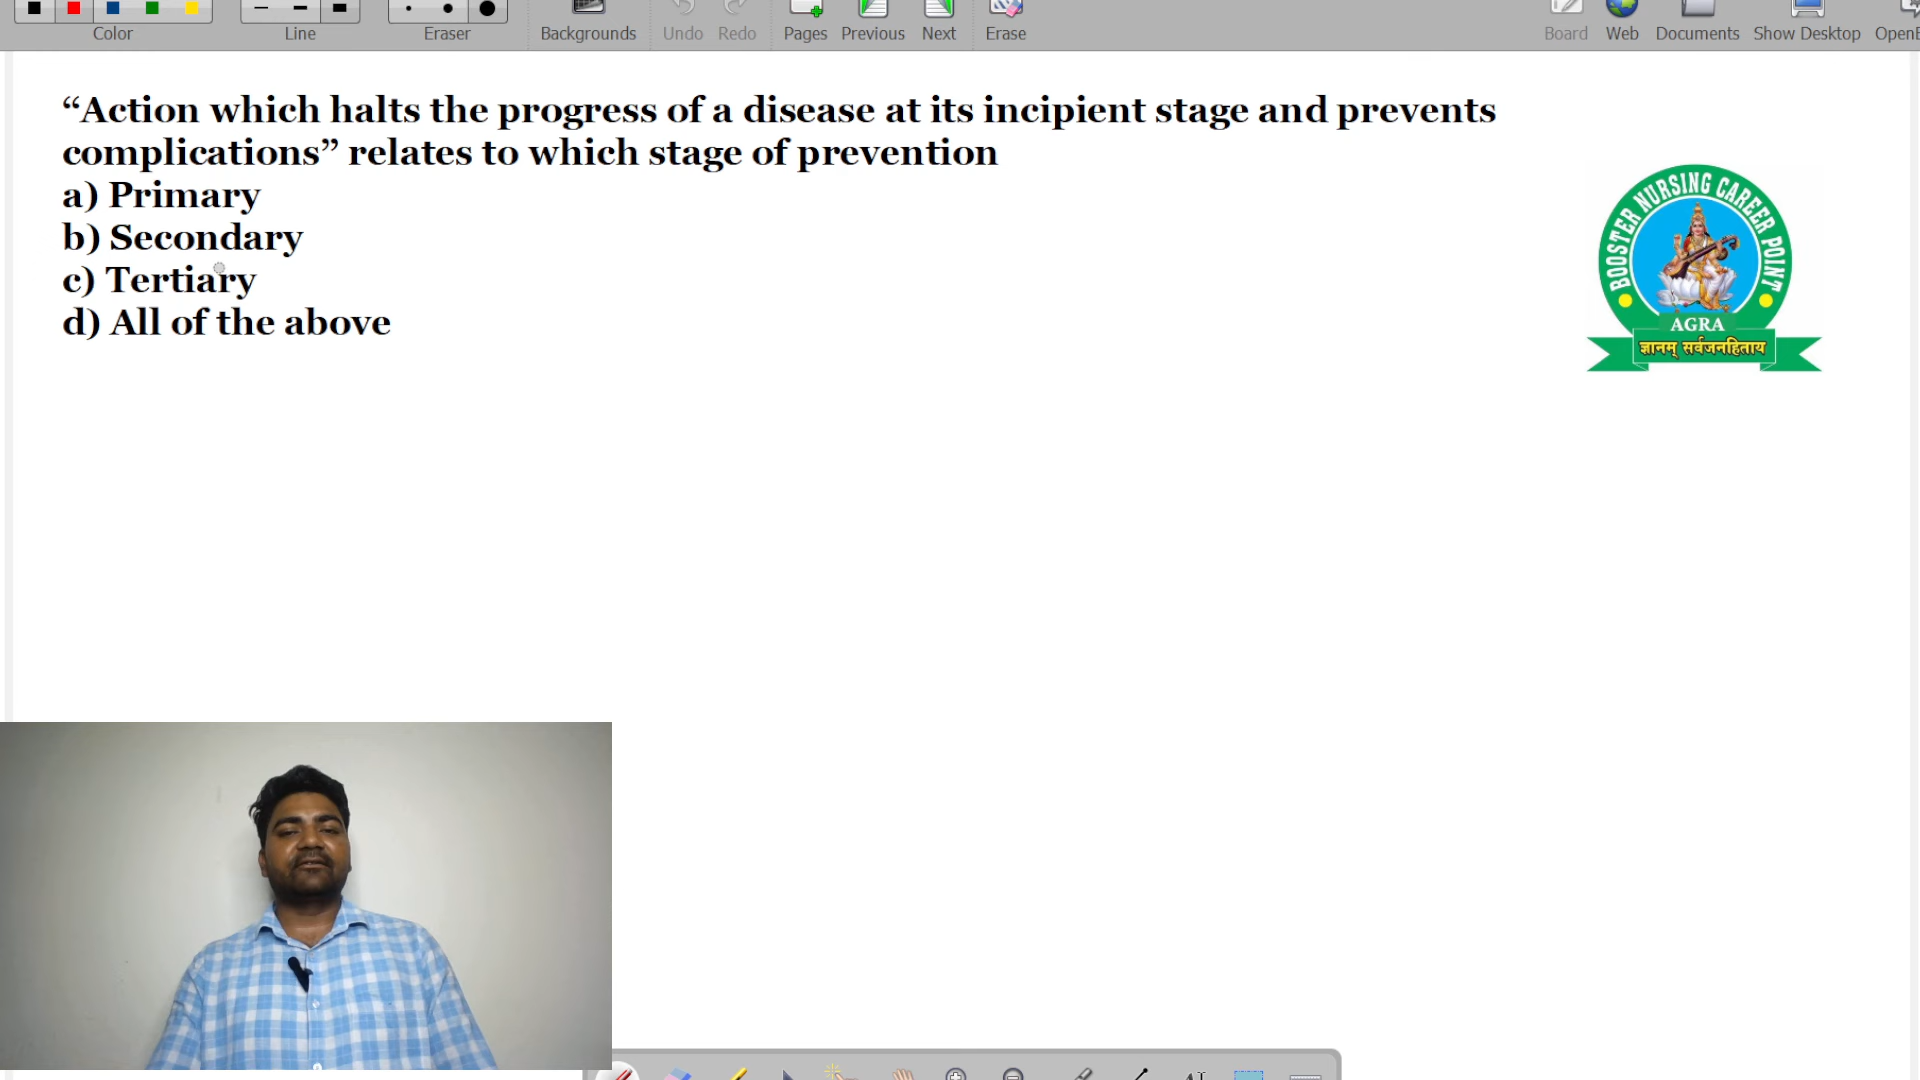 Color
Line
Eraser
Backgrounds
Undo
Redo
Pages
Previous
Next
Erase
Board
Web
Documents
Show Desktop
“Action which halts the progress of a disease at its incipient stage and prevents
complications” relates to which stage of prevention
a) Primary
b) Secondary
c) Tertiary
d) All of the above
BOOSTER NURSING CAREER POINT
AGRA
ज्ञानम् सर्वजनहिताय